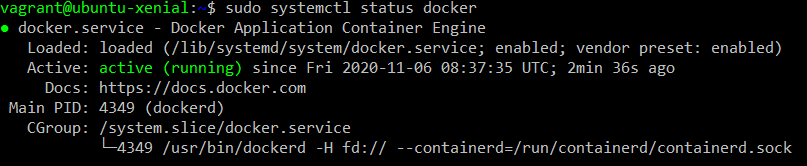 vagrant@ubuntu-xenial:~$ sudo systemctl status docker
● docker.service - Docker Application Container Engine
   Loaded: loaded (/lib/systemd/system/docker.service; enabled; vendor preset: enabled)
   Active: active (running) since Fri 2020-11-06 08:37:35 UTC; 2min 36s ago
     Docs: https://docs.docker.com
 Main PID: 4349 (dockerd)
   CGroup: /system.slice/docker.service
           └─4349 /usr/bin/dockerd -H fd:// --containerd=/run/containerd/containerd.sock